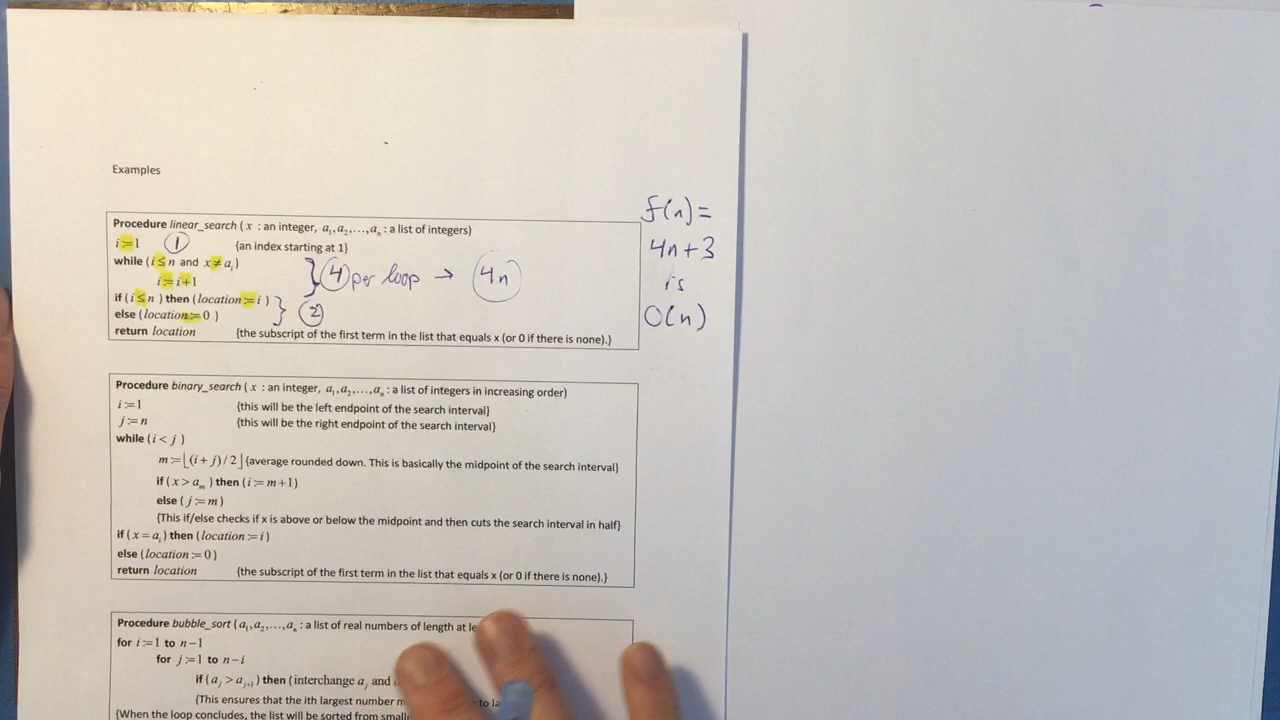 Examples
Procedure linear_search ( x : an integer, a₁,a₂,…,aₙ : a list of integers)
i:=1 ① {an index starting at 1}
while (i ≤ n and x ≠ aᵢ)
i:= i+1
} ④ per loop → 4n
if (i ≤ n ) then (location:= i )
else (location:= 0 )
} ②
return location {the subscript of the first term in the list that equals x (or 0 if there is none).}
f(n)=
4n+3
is
O(n)
Procedure binary_search ( x : an integer, a₁,a₂,…,aₙ : a list of integers in increasing order)
i:=1 {this will be the left endpoint of the search interval}
j:=n {this will be the right endpoint of the search interval}
while (i < j )
m:=⌊(i + j) / 2⌋ {average rounded down. This is basically the midpoint of the search interval}
if (x > aₘ ) then (i := m+1)
else ( j := m)
{This if/else checks if x is above or below the midpoint and then cuts the search interval in half}
if (x = aᵢ) then (location:= i)
else (location := 0)
return location {the subscript of the first term in the list that equals x (or 0 if there is none).}
Procedure bubble_sort (a₁,a₂,…,aₙ : a list of real numbers of length at
for i:=1 to n−1
for j:=1 to n−i
if (aⱼ > aⱼ₊₁) then (interchange aⱼ and
{This ensures that the ith largest number
{When the loop concludes, the list will be sorted from